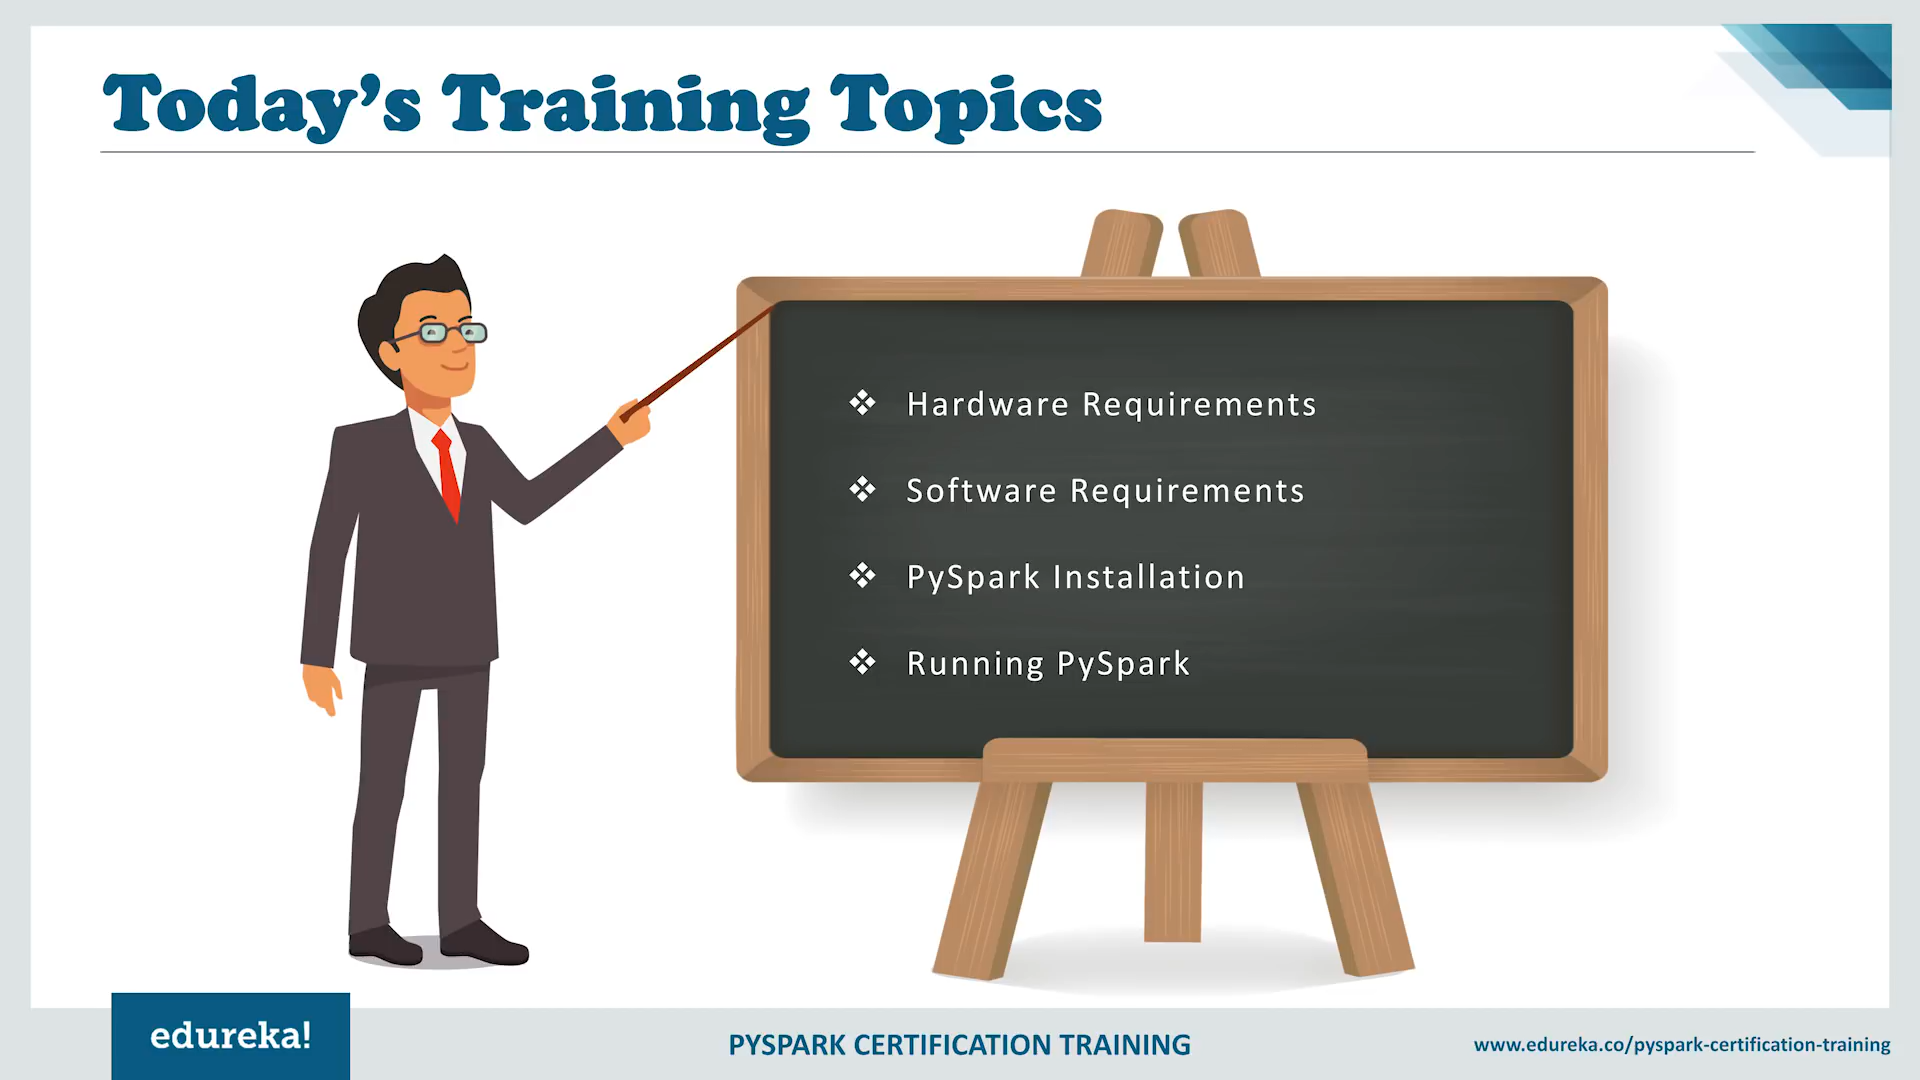 Today's Training Topics
❖ Hardware Requirements
❖ Software Requirements
❖ PySpark Installation
❖ Running PySpark
edureka!
PYSPARK CERTIFICATION TRAINING
www.edureka.co/pyspark-certification-training